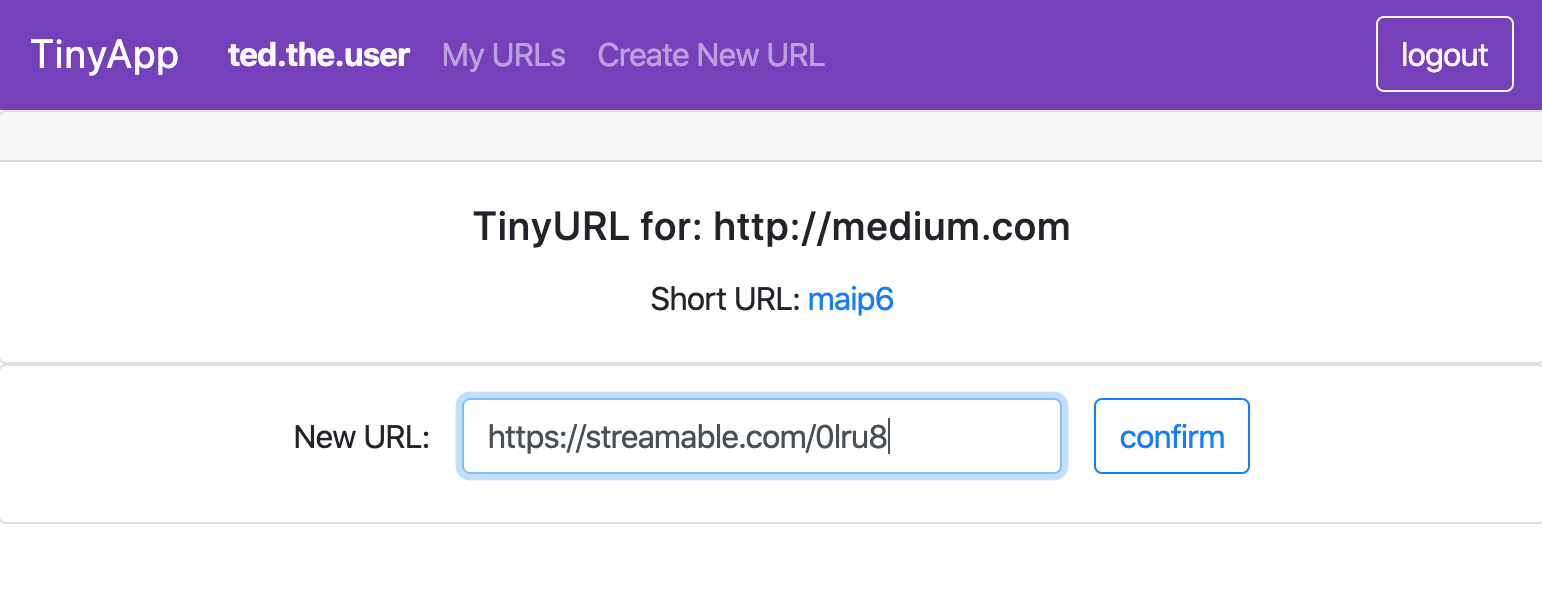 TinyApp ted.the.user My URLs Create New URL logout
TinyURL for: http://medium.com
Short URL: maip6
New URL: https://streamable.com/0lru8 confirm